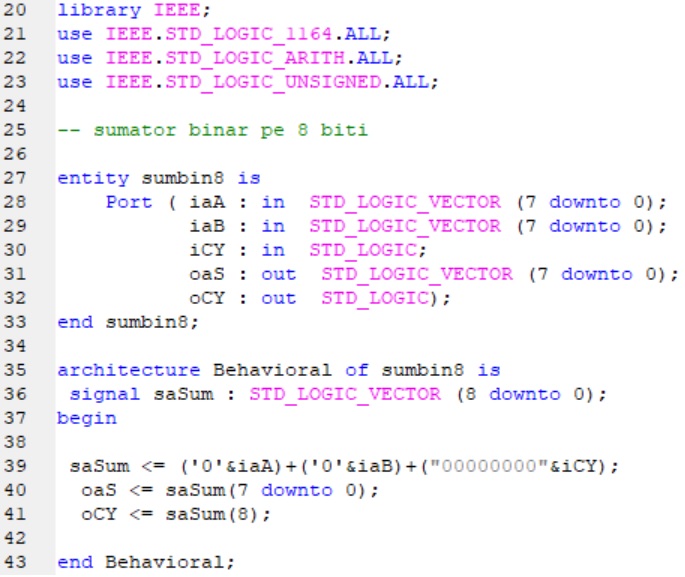 20 library IEEE;
21 use IEEE.STD_LOGIC_1164.ALL;
22 use IEEE.STD_LOGIC_ARITH.ALL;
23 use IEEE.STD_LOGIC_UNSIGNED.ALL;
24
25 -- sumator binar pe 8 biti
26
27 entity sumbin8 is
28     Port ( iaA : in  STD_LOGIC_VECTOR (7 downto 0);
29            iaB : in  STD_LOGIC_VECTOR (7 downto 0);
30            iCY : in  STD_LOGIC;
31            oaS : out  STD_LOGIC_VECTOR (7 downto 0);
32            oCY : out  STD_LOGIC);
33 end sumbin8;
34
35 architecture Behavioral of sumbin8 is
36  signal saSum : STD_LOGIC_VECTOR (8 downto 0);
37 begin
38
39  saSum <= ('0'&iaA)+('0'&iaB)+("00000000"&iCY);
40   oaS <= saSum(7 downto 0);
41   oCY <= saSum(8);
42
43 end Behavioral;